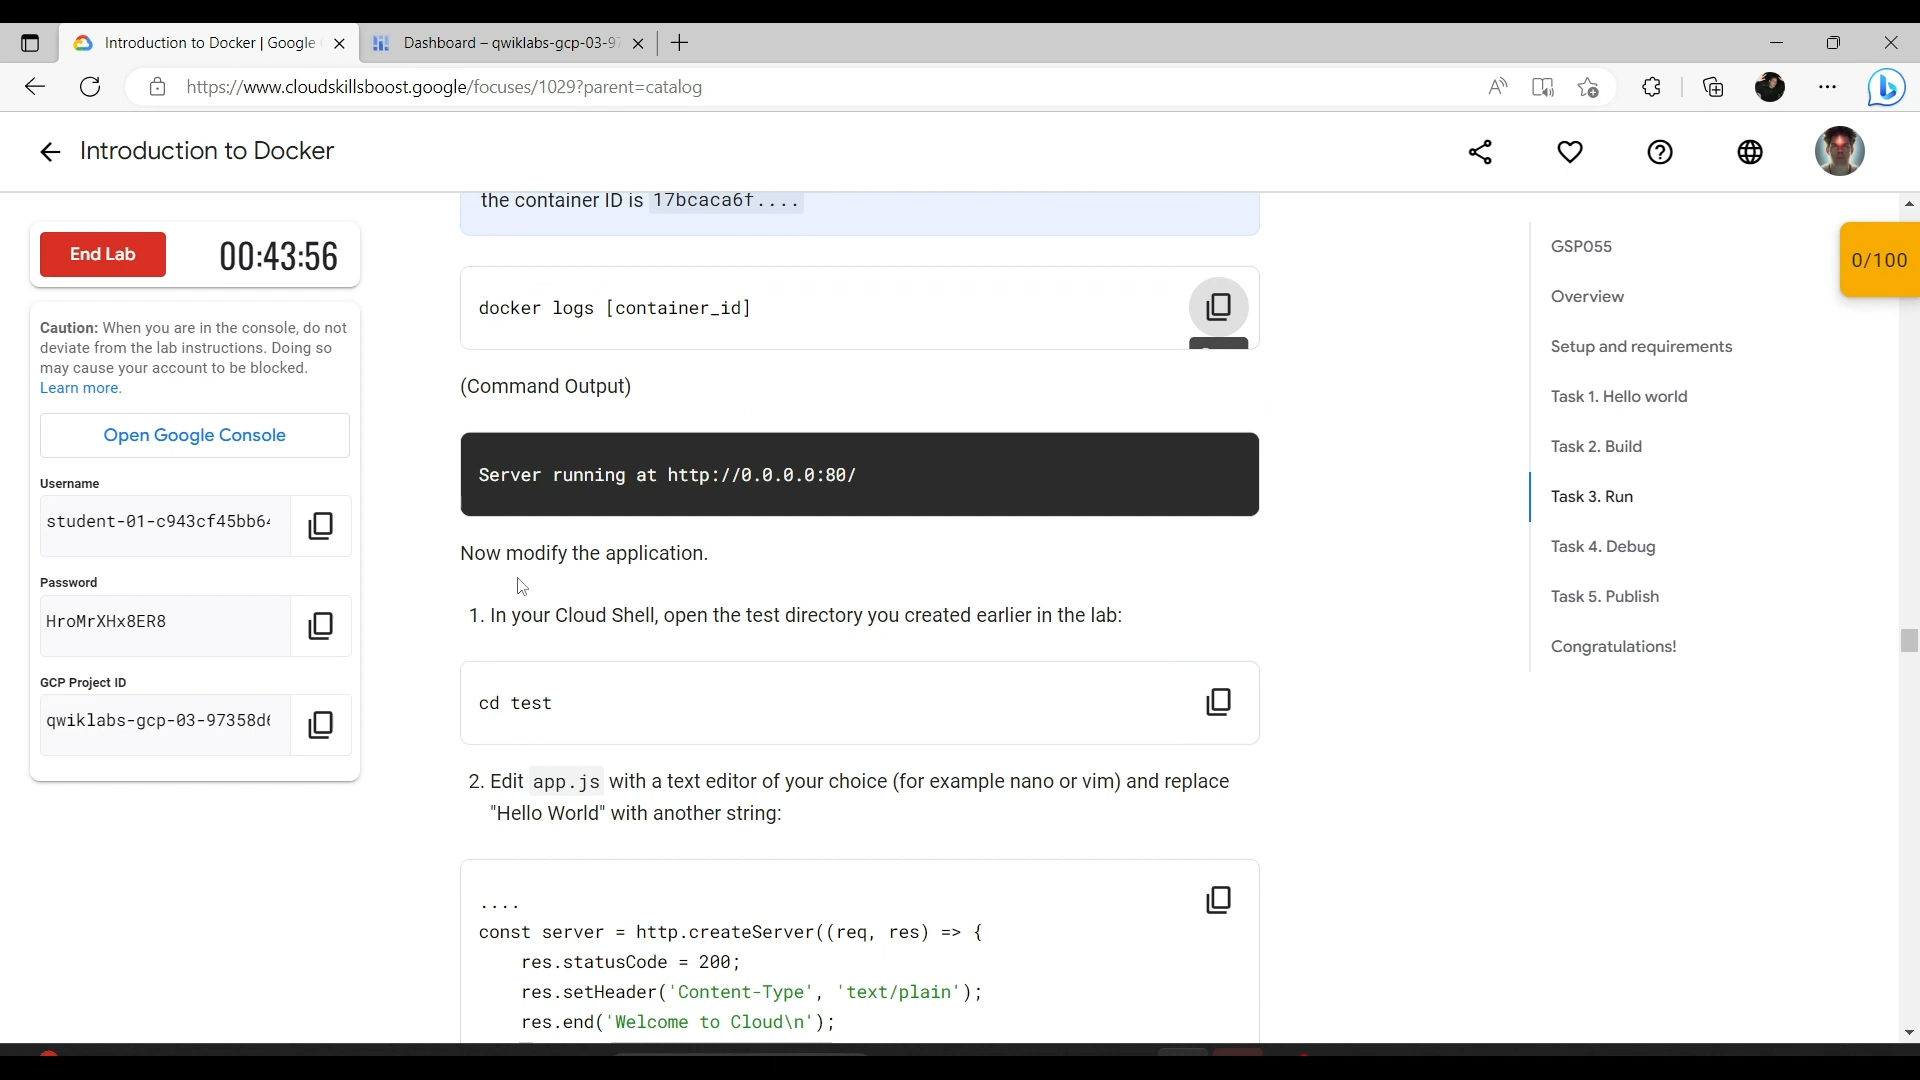 Introduction to Docker | Google
Dashboard – qwiklabs-gcp-03-97
https://www.cloudskillsboost.google/focuses/1029?parent=catalog
Introduction to Docker
End Lab
00:43:56
Caution: When you are in the console, do not
deviate from the lab instructions. Doing so
may cause your account to be blocked.
Learn more.
Open Google Console
Username
student-01-c943cf45bb64
Password
HroMrXHx8ER8
GCP Project ID
qwiklabs-gcp-03-97358d6
the container ID is 17bcaca6f....
docker logs [container_id]
(Command Output)
Server running at http://0.0.0.0:80/
Now modify the application.
1. In your Cloud Shell, open the test directory you created earlier in the lab:
cd test
2. Edit app.js with a text editor of your choice (for example nano or vim) and replace
"Hello World" with another string:
....
const server = http.createServer((req, res) => {
res.statusCode = 200;
res.setHeader('Content-Type', 'text/plain');
res.end('Welcome to Cloud\n');
GSP055
Overview
Setup and requirements
Task 1. Hello world
Task 2. Build
Task 3. Run
Task 4. Debug
Task 5. Publish
Congratulations!
0/100